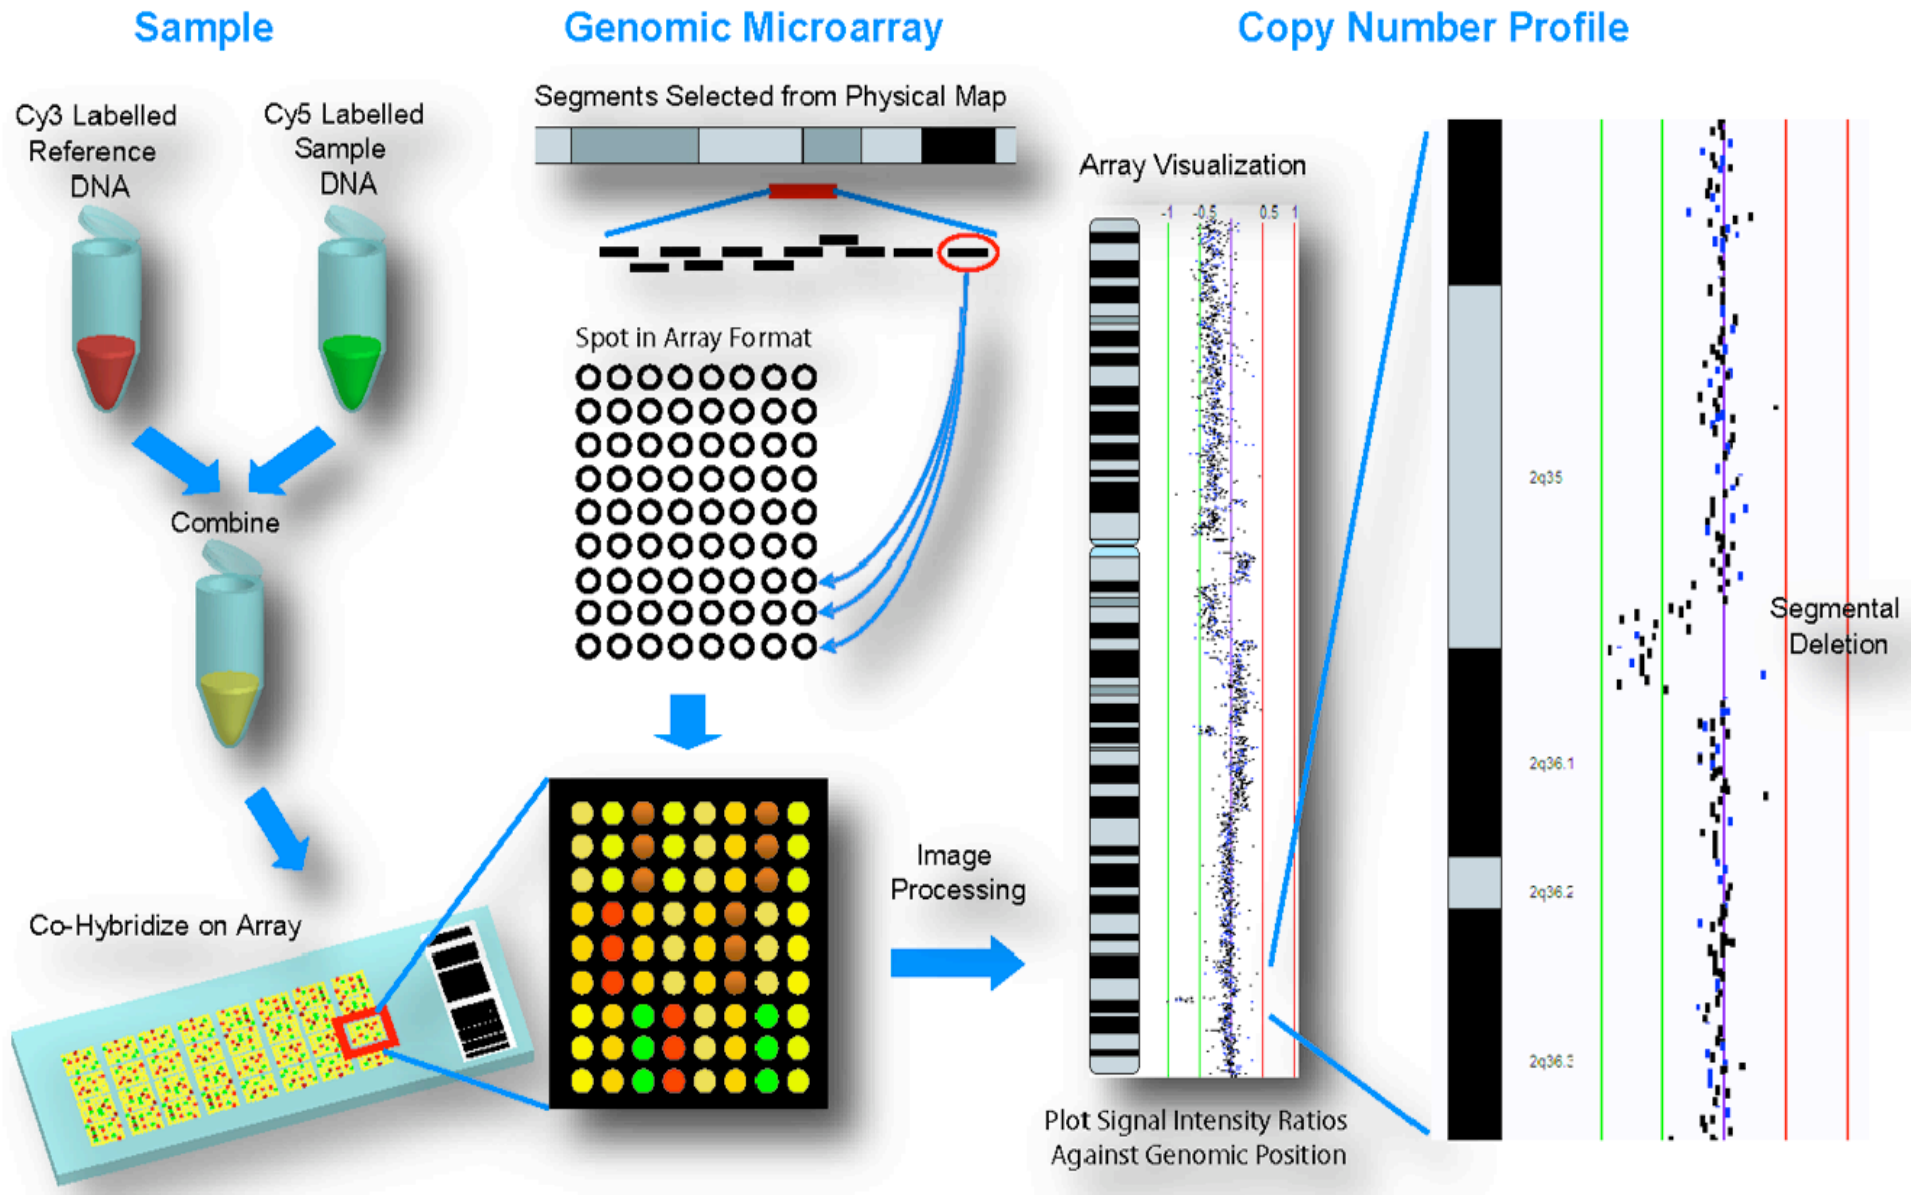 Sample
Genomic Microarray
Copy Number Profile
Cy3 Labelled
Reference
DNA
Cy5 Labelled
Sample
DNA
Combine
Co-Hybridize on Array
Segments Selected from Physical Map
Spot in Array Format
Image
Processing
Array Visualization
-1 -0.5 0.5 1
Plot Signal Intensity Ratios
Against Genomic Position
2q35
Segmental
Deletion
2q36.1
2q36.2
2q36.3